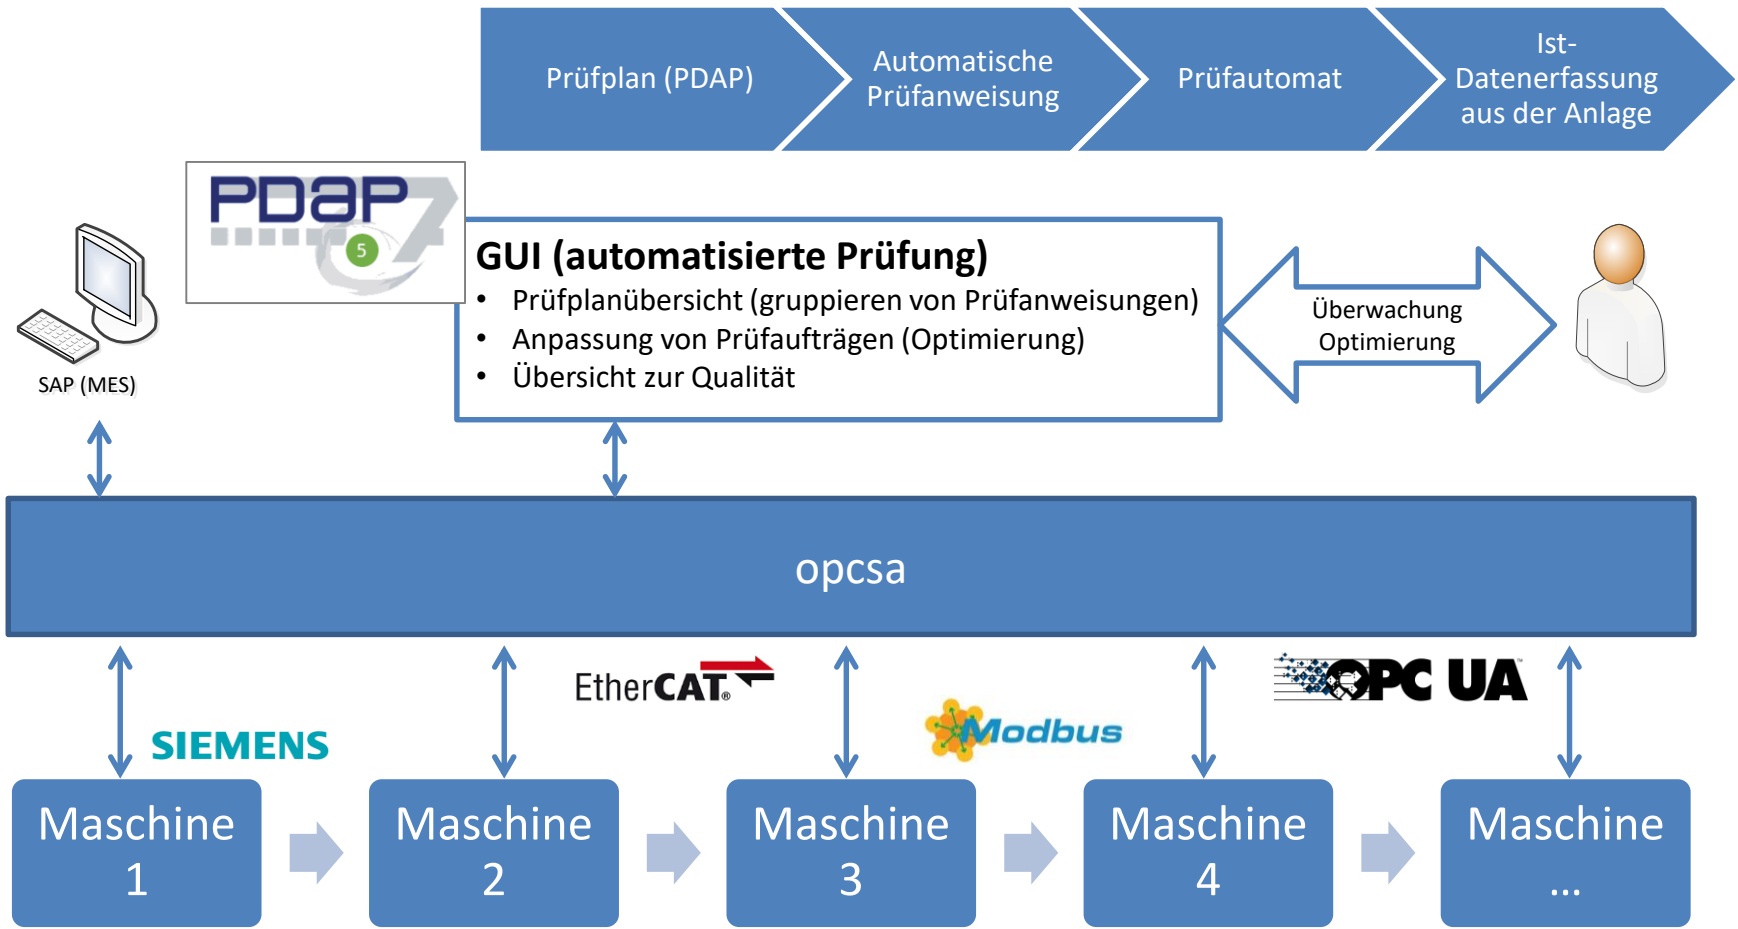 Prüfplan (PDAP)
Automatische
Prüfanweisung
Prüfautomat
Ist-
Datenerfassung
aus der Anlage
PDAP 7
5
GUI (automatisierte Prüfung)
• Prüfplanübersicht (gruppieren von Prüfanweisungen)
• Anpassung von Prüfaufträgen (Optimierung)
• Übersicht zur Qualität
Überwachung
Optimierung
SAP (MES)
opcsa
SIEMENS
EtherCAT®
Modbus
OPC UA™
Maschine
1
Maschine
2
Maschine
3
Maschine
4
Maschine
...